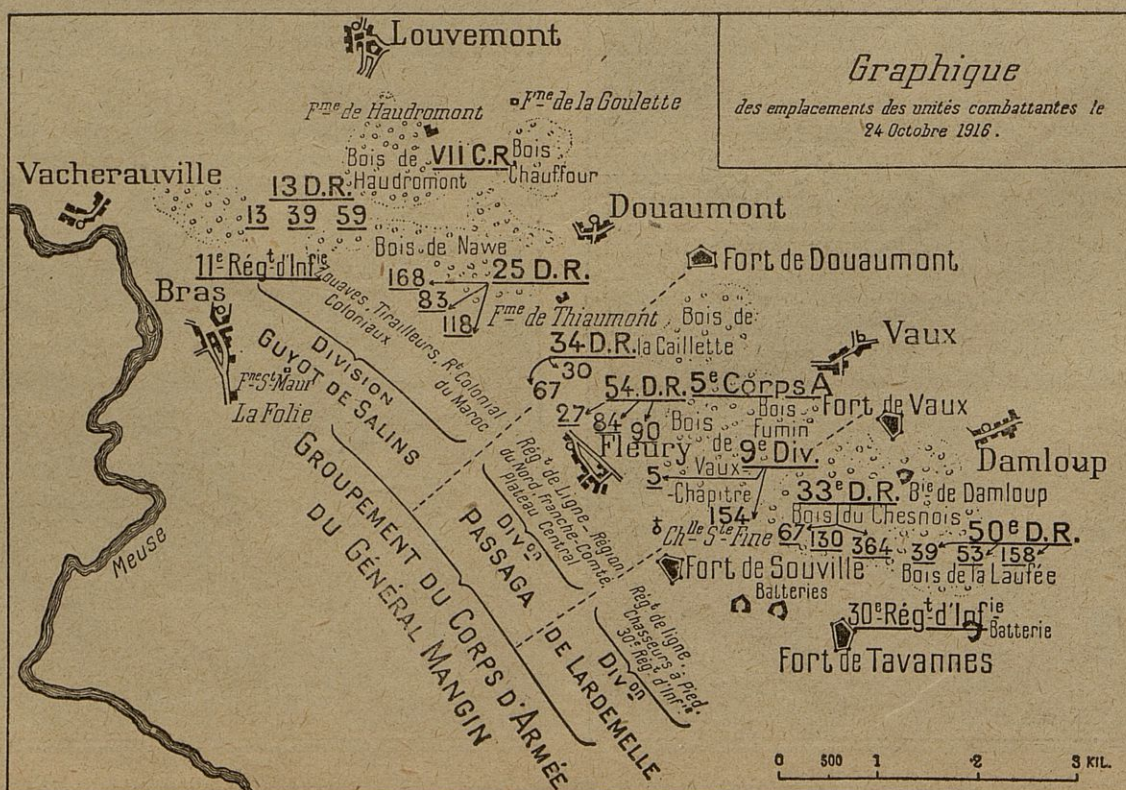 Louvemont
Graphique
des emplacements des unités combattantes le
24 Octobre 1916.
Fme de Haudromont
Fne de la Goulette
Bois de
Haudromont
VII C.R.
Bois
Chauffour
Vacherauville
13 D.R.
13 39 59
Douaumont
Bois de Nawe
11e Régt d'Infie
25 D.R.
168
83
118
Fort de Douaumont
Bras
Zouaves, Tirailleurs, Rt Colonial
Coloniaux
du Maroc
Fme de Thiaumont
Bois de
la Caillette
Vaux
Division
Guyot de Salins
34 D.R.
30
67
Fne St Maur
La Folie
54 D.R.
5e Corps A
27
84
90
Bois
Fumin
Fort de Vaux
Fleury
Bois
de
Vaux-
-Chapitre
9e Div.
5
154
Damloup
33e D.R.
Bie de Damloup
Bois du Chesnois
Groupement du Corps d'Armée
du Général Mangin
Régt de Ligne-Région
du Nord, Franche-Comté,
Plateau Central
Divon
Passaga
Chlle Ste Fine
67 130 364
50e D.R.
39 53 158
Bois de la Laufée
Meuse
Fort de Souville
Batteries
Régt de ligne,
Chasseurs à Pied.
30e Régt d'Infie
Divon
de Lardemelle
30e Régt d'Infie
Batterie
Fort de Tavannes
0 500 1 2 3 KIL.